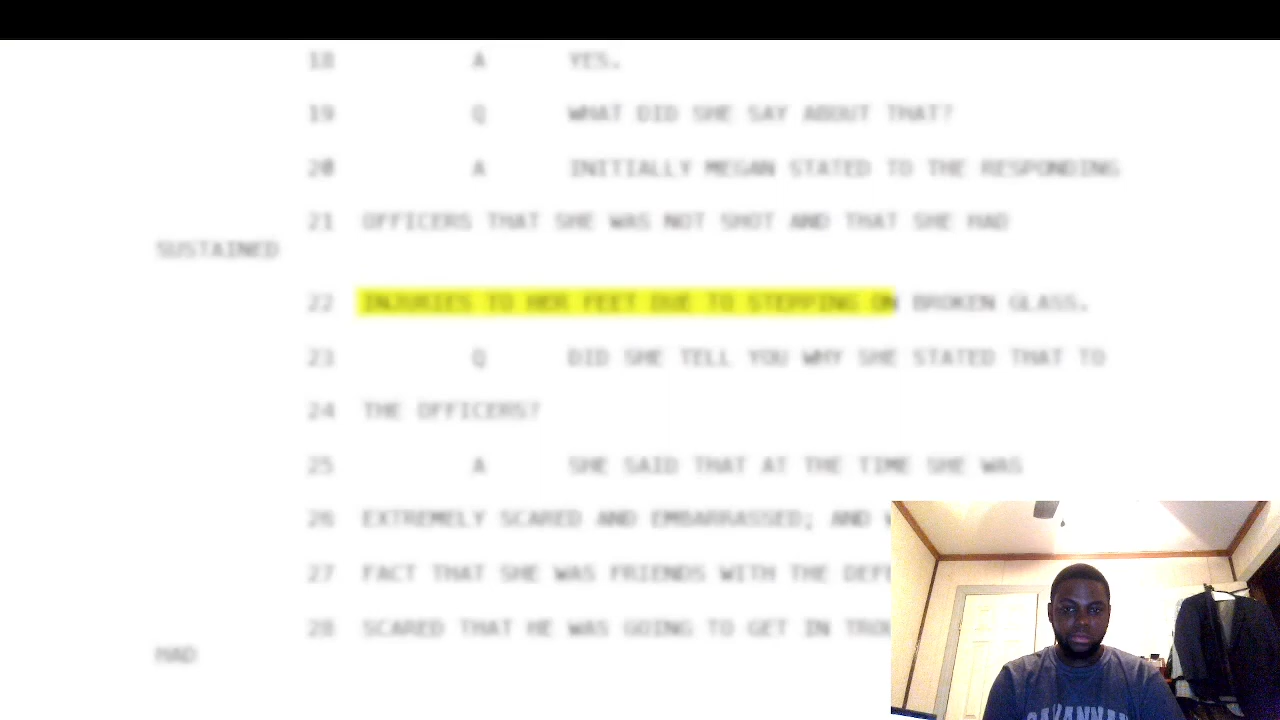 18 A YES.
19 Q WHAT DID SHE SAY ABOUT THAT?
20 A INITIALLY MEGAN STATED TO THE RESPONDING
21 OFFICERS THAT SHE WAS NOT SHOT AND THAT SHE HAD
SUSTAINED
22 INJURIES TO HER FEET DUE TO STEPPING ON BROKEN GLASS.
23 Q DID SHE TELL YOU WHY SHE STATED THAT TO
24 THE OFFICERS?
25 A SHE SAID THAT AT THE TIME SHE WAS
26 EXTREMELY SCARED AND EMBARRASSED; AND
27 FACT THAT SHE WAS FRIENDS WITH THE
28 SCARED THAT HE WAS GOING TO GET IN
HAD